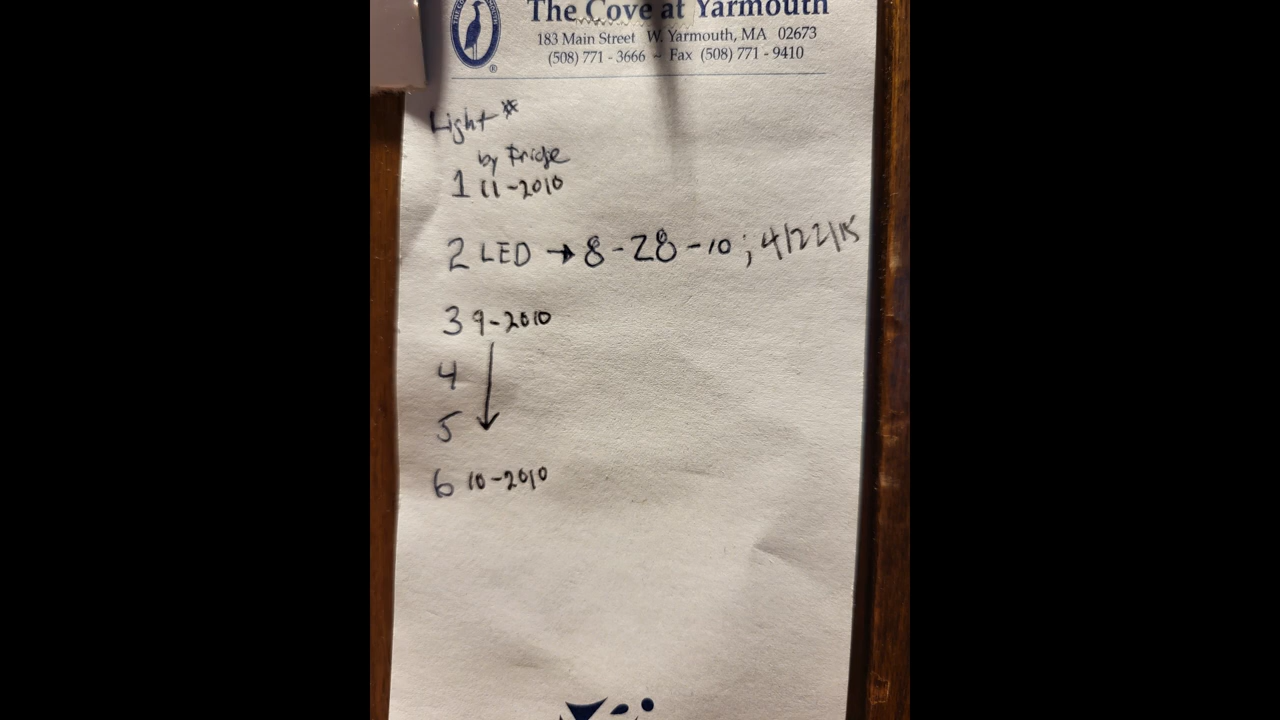 The Cove at Yarmouth
183 Main Street W. Yarmouth, MA 02673
(508) 771 - 3666 ~ Fax (508) 771 - 9410
Light #
by Fridge
1 11-2010
2 LED → 8-28-10; 4/22/15
3 9-2010
4
5
6 10-2010